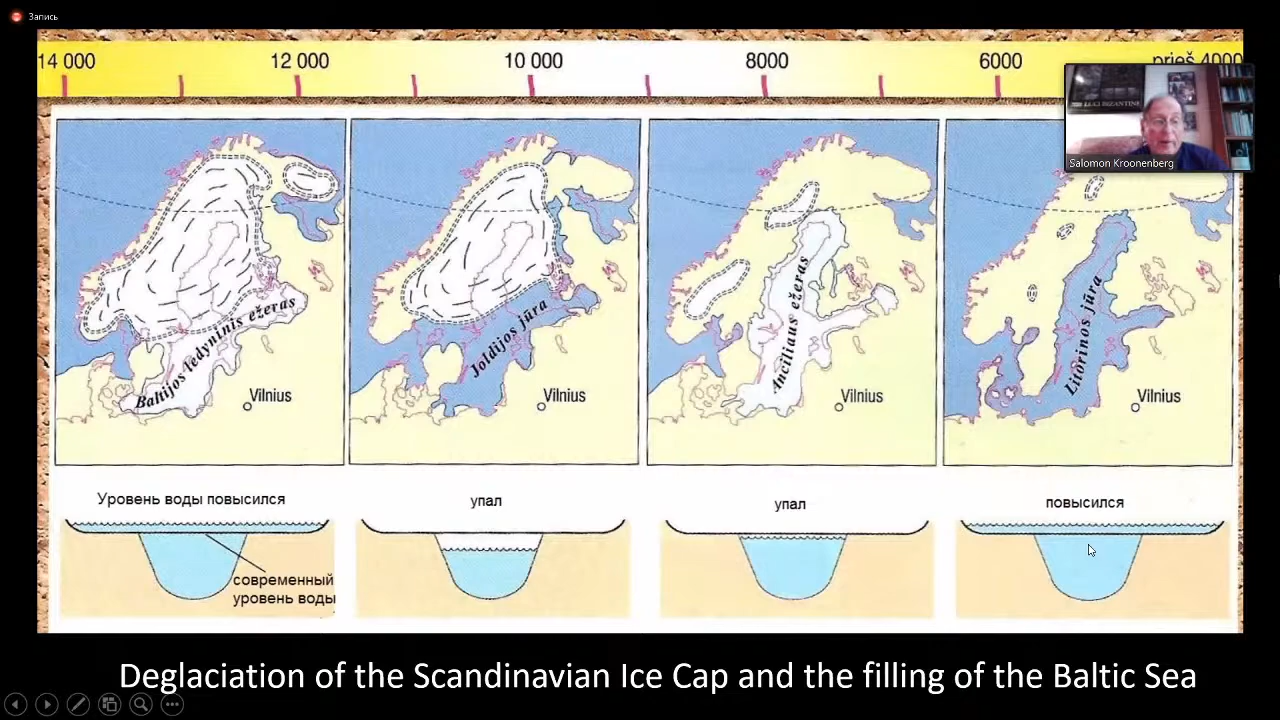 Запись
14 000 12 000 10 000 8000 6000 prieš 4000
LUCI BIZANTINE
Salomon Kroonenberg
Baltijos ledyninis ežeras
Vilnius
Joldijos jūra
Vilnius
Anciliaus ežeras
Vilnius
Litorinos jūra
Vilnius
Уровень воды повысился
упал
упал
повысился
современный
уровень воды
Deglaciation of the Scandinavian Ice Cap and the filling of the Baltic Sea